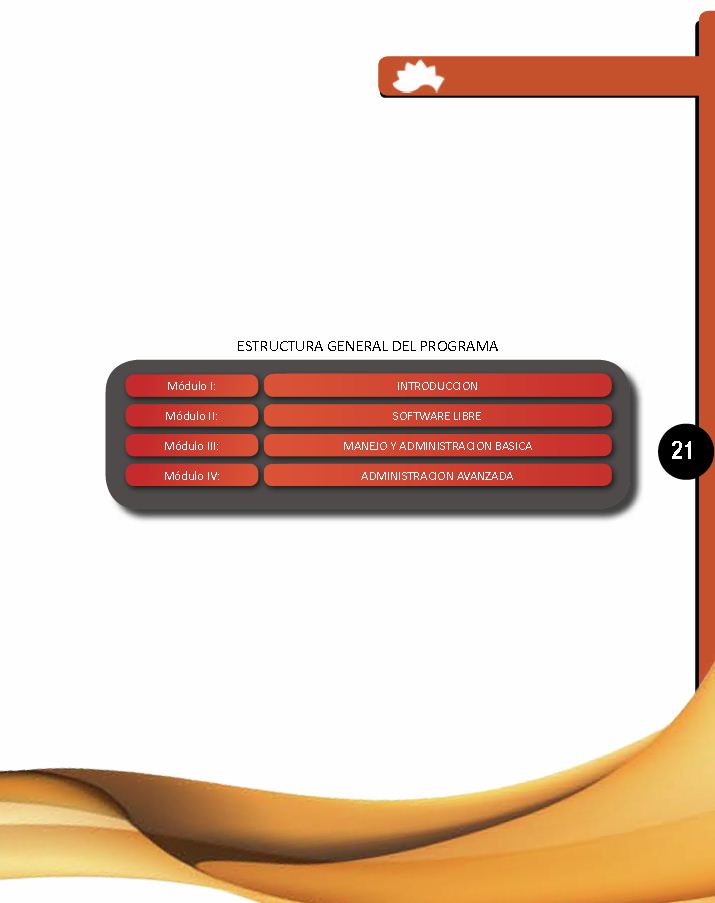 ESTRUCTURA GENERAL DEL PROGRAMA
Módulo I: INTRODUCCION
Módulo II: SOFTWARE LIBRE
Módulo III: MANEJO Y ADMINISTRACION BASICA
Módulo IV: ADMINISTRACION AVANZADA
21